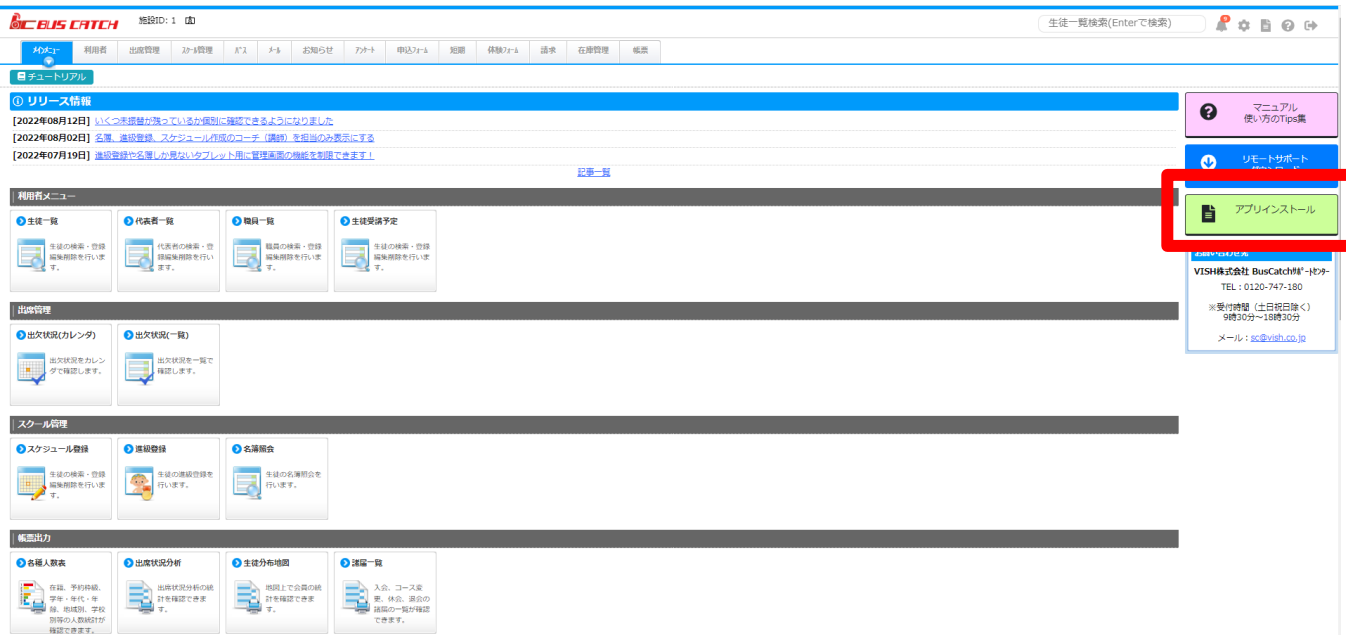 BUS CATCH
施設ID: 1
生徒一覧検索(Enterで検索)
9
メインメニュー
利用者
出席管理
スクール管理
バス
メール
お知らせ
アンケート
申込フォーム
短期
体験フォーム
請求
在庫管理
帳票
チュートリアル
リリース情報
[2022年08月12日] いくつ未振替が残っているか個別に確認できるようになりました
[2022年08月02日] 名簿、進級登録、スケジュール作成のコーチ（講師）を担当のみ表示にする
[2022年07月19日] 進級登録や名簿しか見ないタブレット用に管理画面の機能を制限できます！
記事一覧
マニュアル
使い方のTips集
リモートサポート
アプリインストール
VISH株式会社 BusCatchｻﾎﾟｰﾄｾﾝﾀｰ
TEL：0120-747-180
※受付時間（土日祝日除く）
9時30分～18時30分
メール：sc@vish.co.jp
利用者メニュー
生徒一覧
生徒の検索・登録
編集削除を行いま
す。
代表者一覧
代表者の検索・登
録編集削除を行い
ます。
職員一覧
職員の検索・登録
編集削除を行いま
す。
生徒受講予定
生徒の検索・登録
編集削除を行いま
す。
出席管理
出欠状況(カレンダ)
出欠状況をカレン
ダで確認します。
出欠状況(一覧)
出欠状況を一覧で
確認します。
スクール管理
スケジュール登録
生徒の検索・登録
編集削除を行いま
す。
進級登録
生徒の進級登録を
行います。
名簿照会
生徒の名簿照会を
行います。
帳票出力
各種人数表
在籍、予約枠級、
学年・年代・年
齢、地域別、学校
別等の人数統計が
確認できます。
出席状況分析
出席状況分析の統
計を確認できま
す。
生徒分布地図
地図上で会員の統
計を確認できま
す。
諸届一覧
入会、コース変
更、休会、退会の
諸届の一覧が確認
できます。